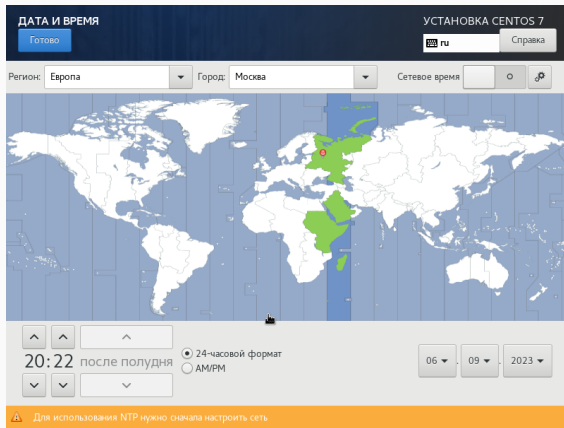 ДАТА И ВРЕМЯ
УСТАНОВКА CENTOS 7
Готово
ru
Справка
Регион: Европа Город: Москва Сетевое время
20:22 после полудня
24-часовой формат
AM/PM
06 . 09 . 2023
Для использования NTP нужно сначала настроить сеть